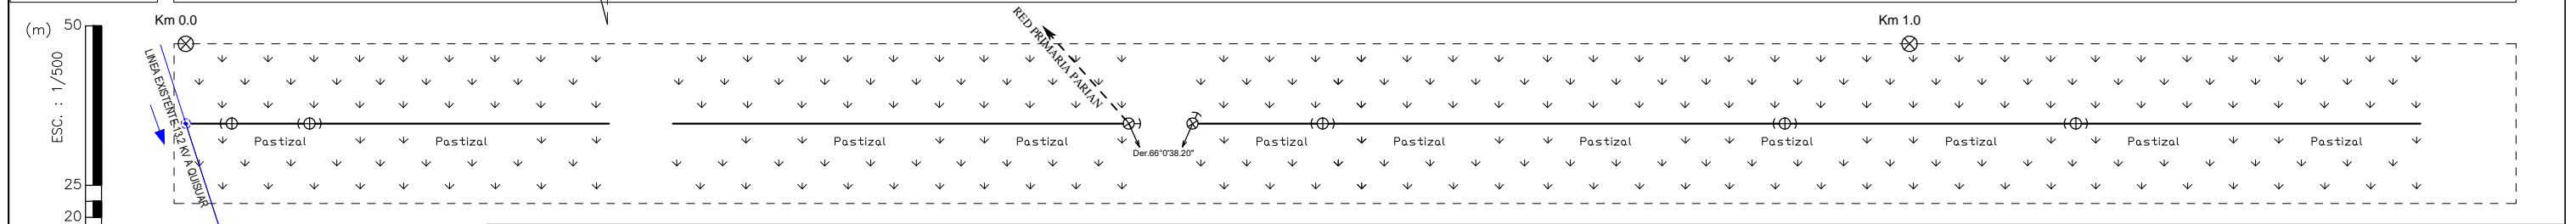 (m)
50
Km 0.0
Km 1.0
ESC. : 1/500
LINEA EXISTENTE 13.2 KV A QUISUAR
RED PRIMARIA PARIAN
Pastizal
Pastizal
Pastizal
Pastizal
Pastizal
Pastizal
Pastizal
Pastizal
Pastizal
Pastizal
Pastizal
Der.66°0'38.20"
25
20